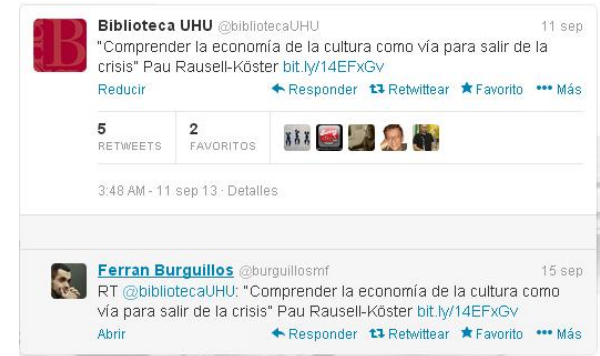 Biblioteca UHU @bibliotecaUHU 11 sep
"Comprender la economía de la cultura como vía para salir de la
crisis" Pau Rausell-Köster bit.ly/14EFxGv
Reducir Responder Retwittear Favorito Más
5 2
RETWEETS FAVORITOS
3:48 AM - 11 sep 13 · Detalles
Ferran Burguillos @burguillosmf 15 sep
RT @bibliotecaUHU: "Comprender la economía de la cultura como
vía para salir de la crisis" Pau Rausell-Köster bit.ly/14EFxGv
Abrir Responder Retwittear Favorito Más